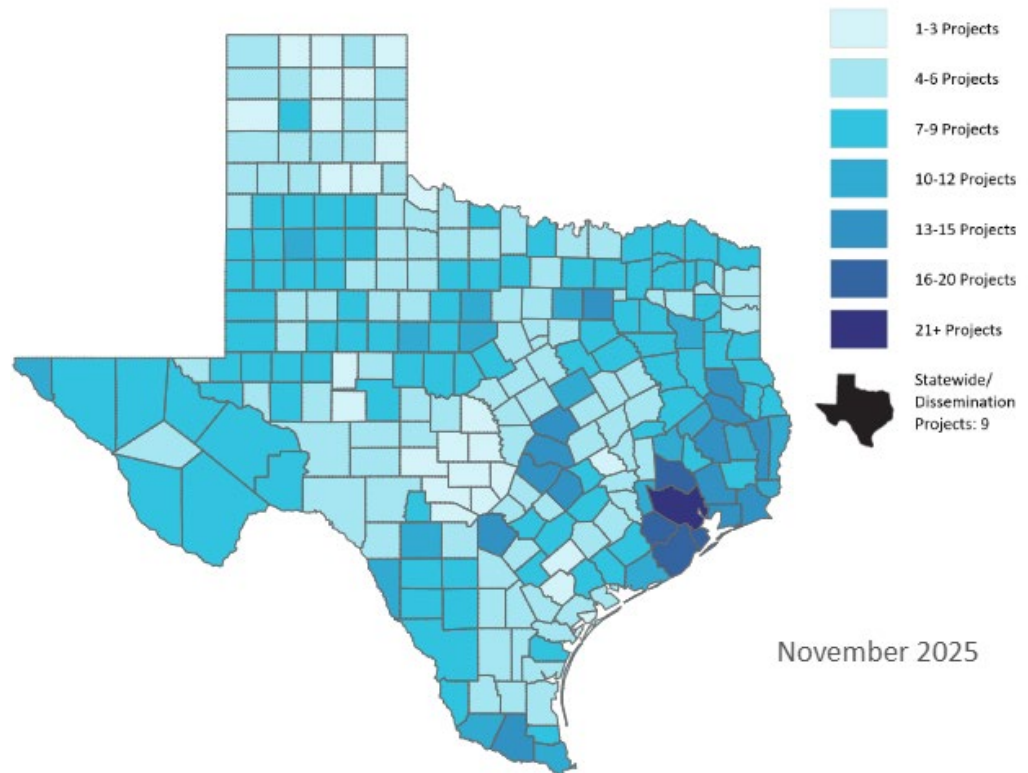 1-3 Projects
4-6 Projects
7-9 Projects
10-12 Projects
13-15 Projects
16-20 Projects
21+ Projects
Statewide/
Dissemination
Projects: 9
November 2025